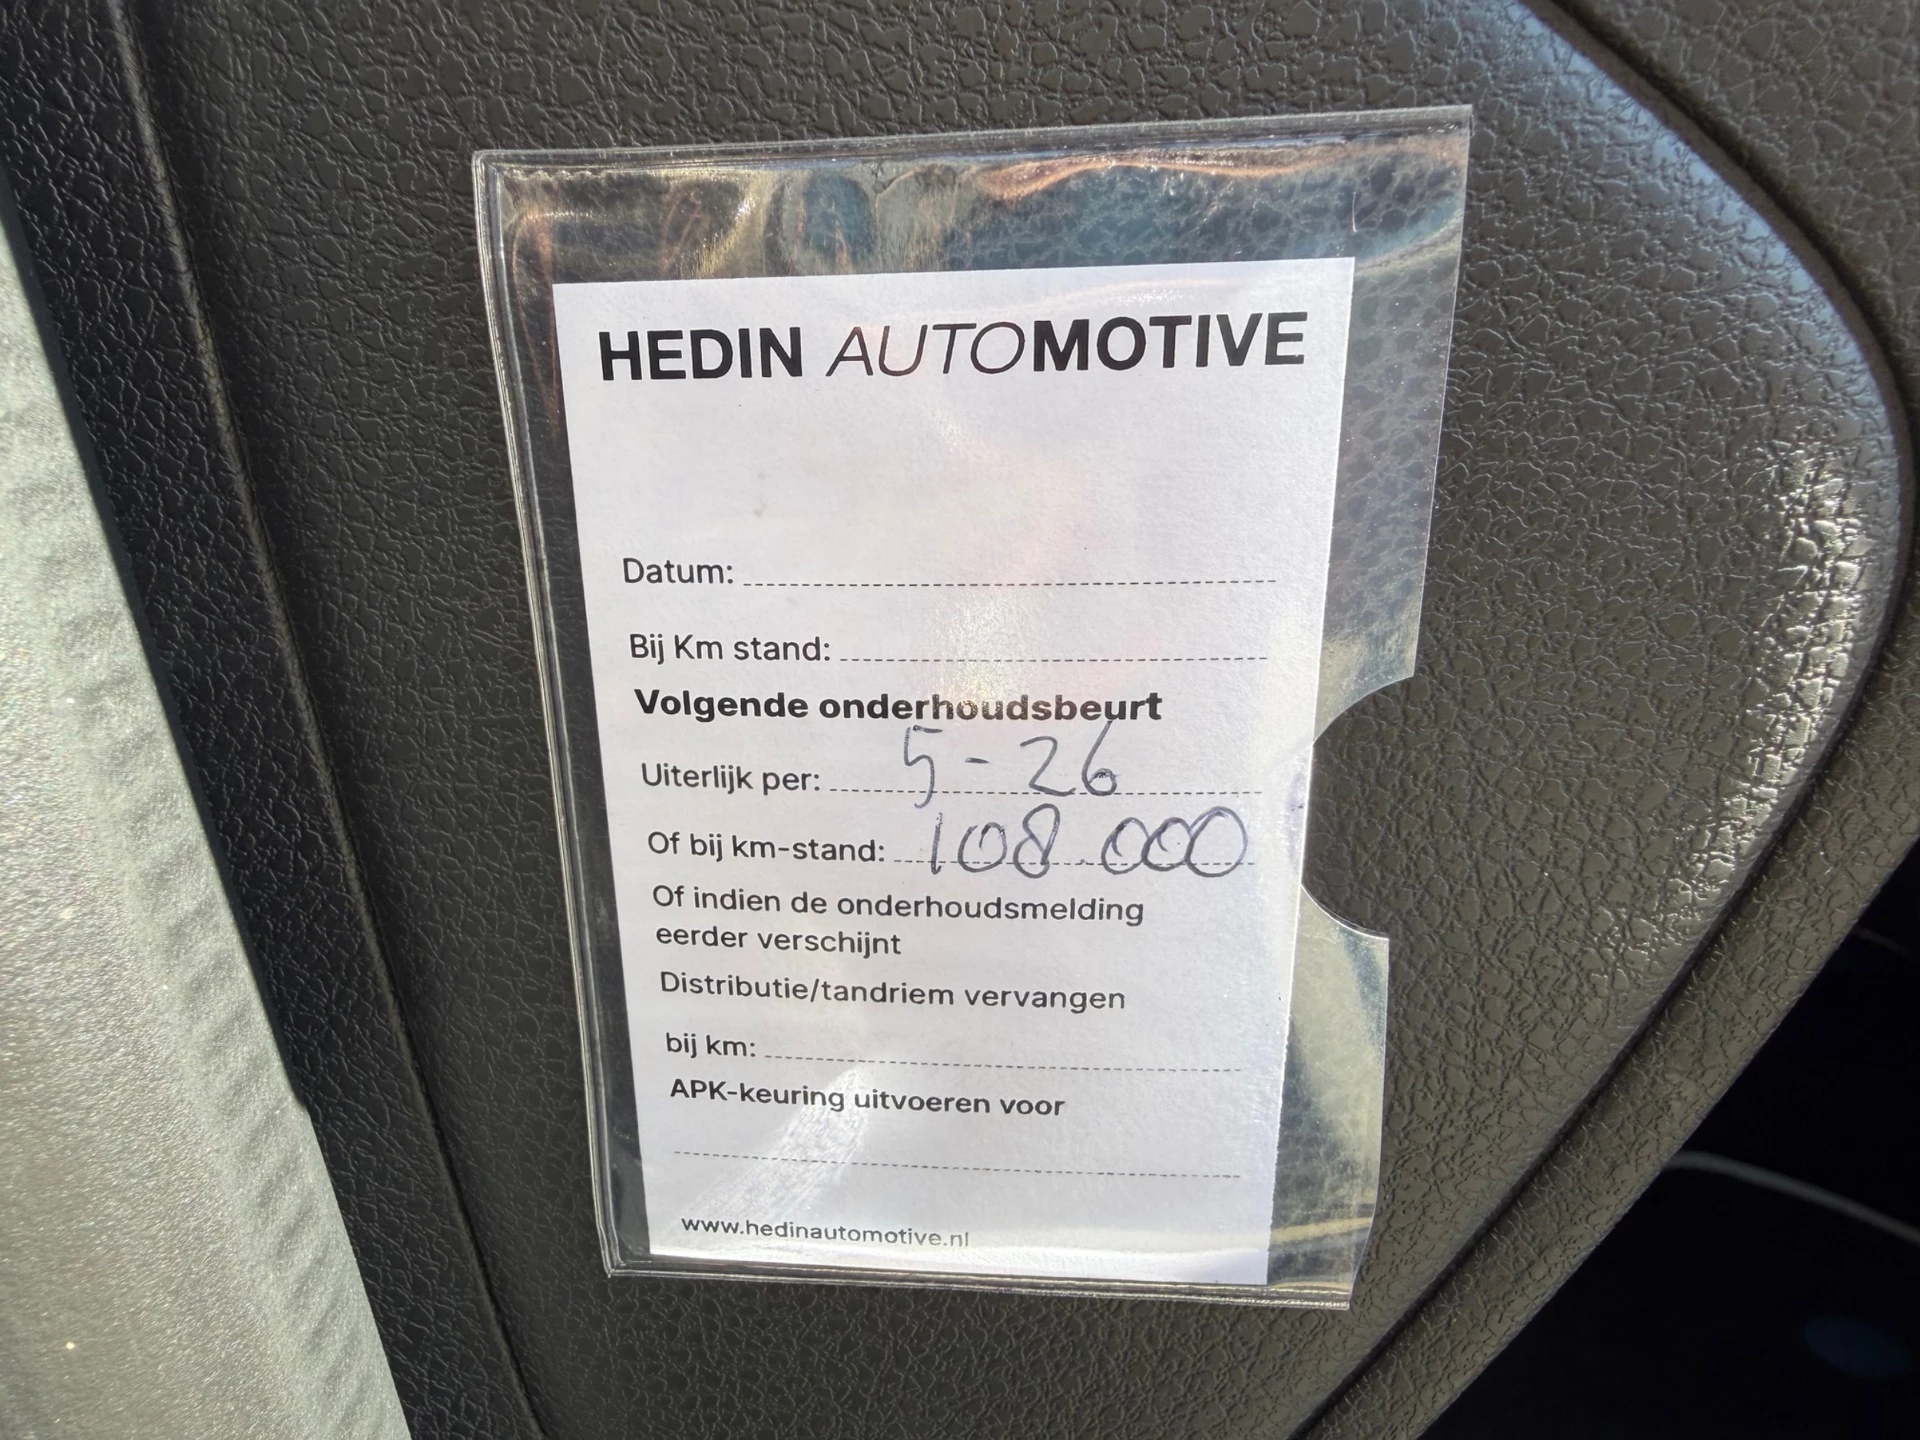 HEDIN AUTOMOTIVE
Datum:
Bij Km stand:
Volgende onderhoudsbeurt
Uiterlijk per: 5-26
Of bij km-stand: 108.000
Of indien de onderhoudsmelding
eerder verschijnt
Distributie/tandriem vervangen
bij km:
APK-keuring uitvoeren voor
www.hedinautomotive.nl